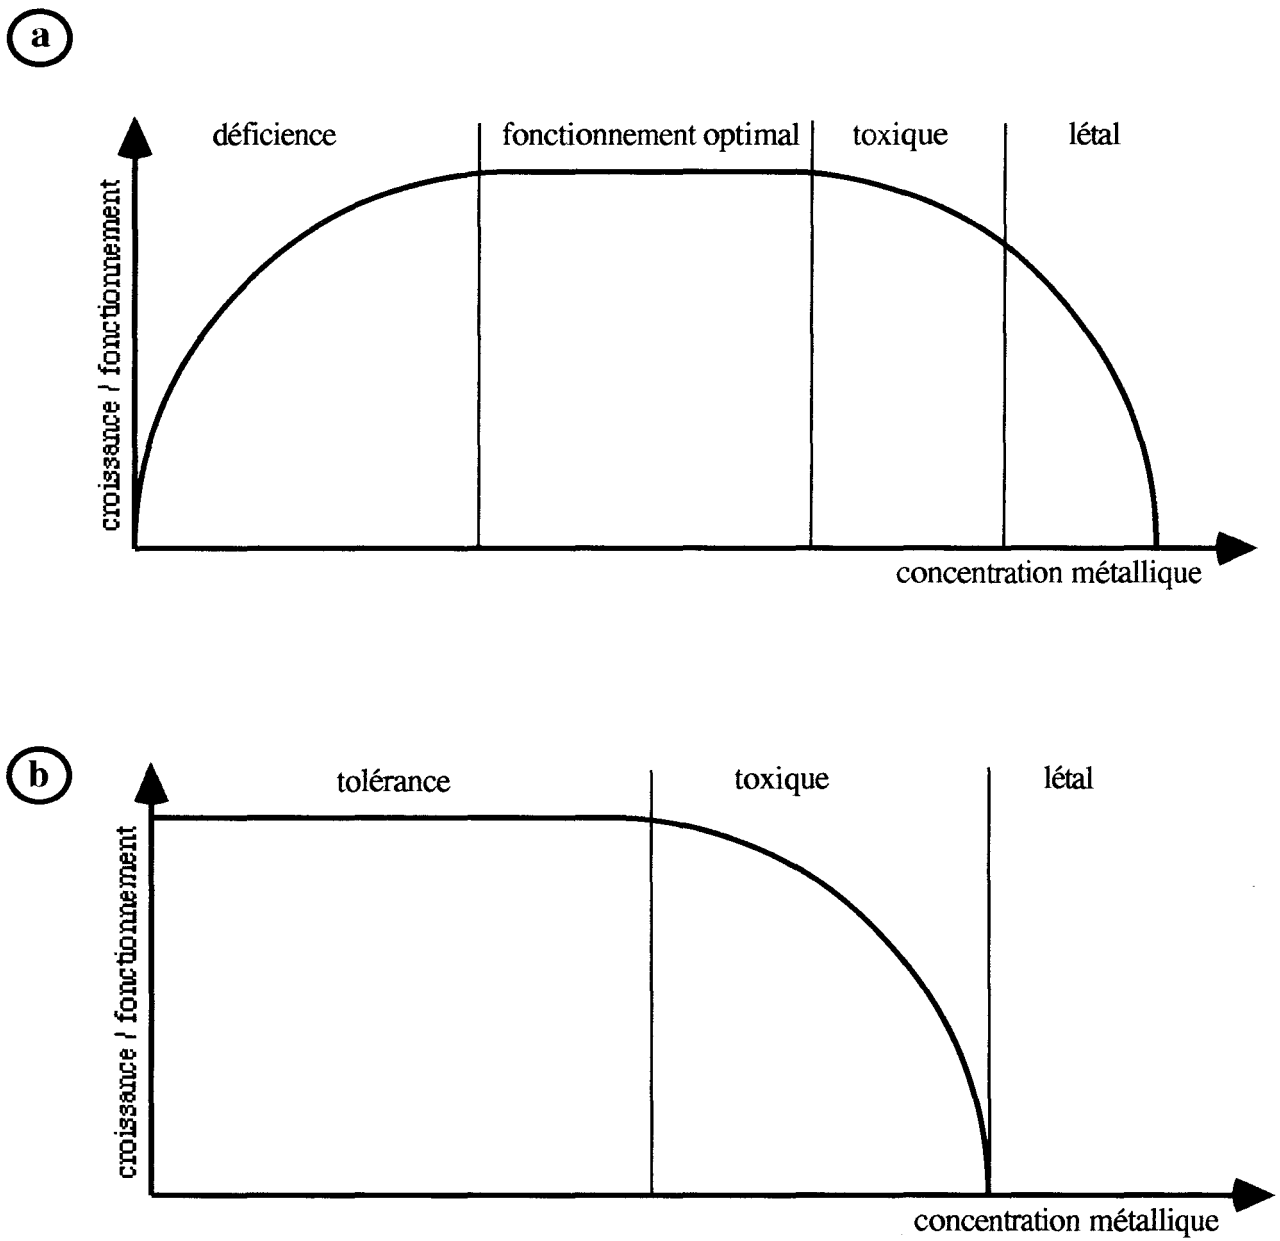 a
déficience
fonctionnement optimal
toxique
létal
croissance / fonctionnement
concentration métallique
b
tolérance
toxique
létal
croissance / fonctionnement
concentration métallique